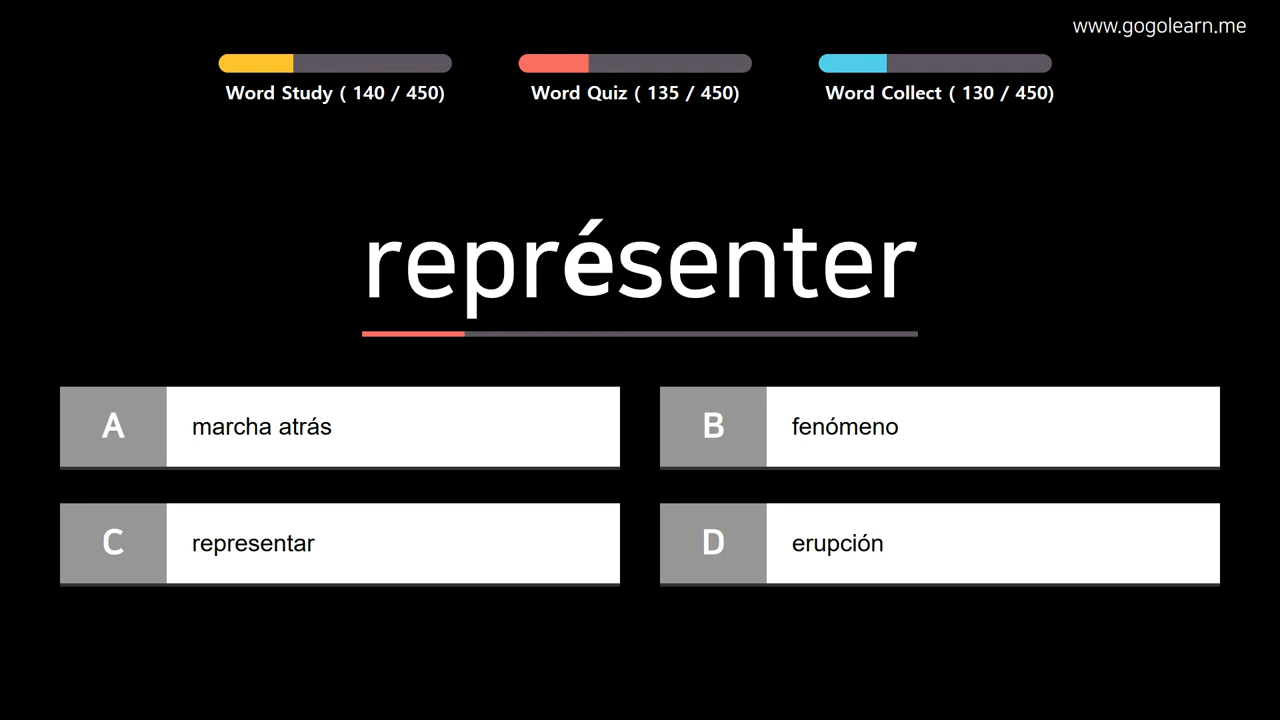 www.gogolearn.me
Word Study ( 140 / 450)
Word Quiz ( 135 / 450)
Word Collect ( 130 / 450)
représenter
A
marcha atrás
B
fenómeno
C
representar
D
erupción